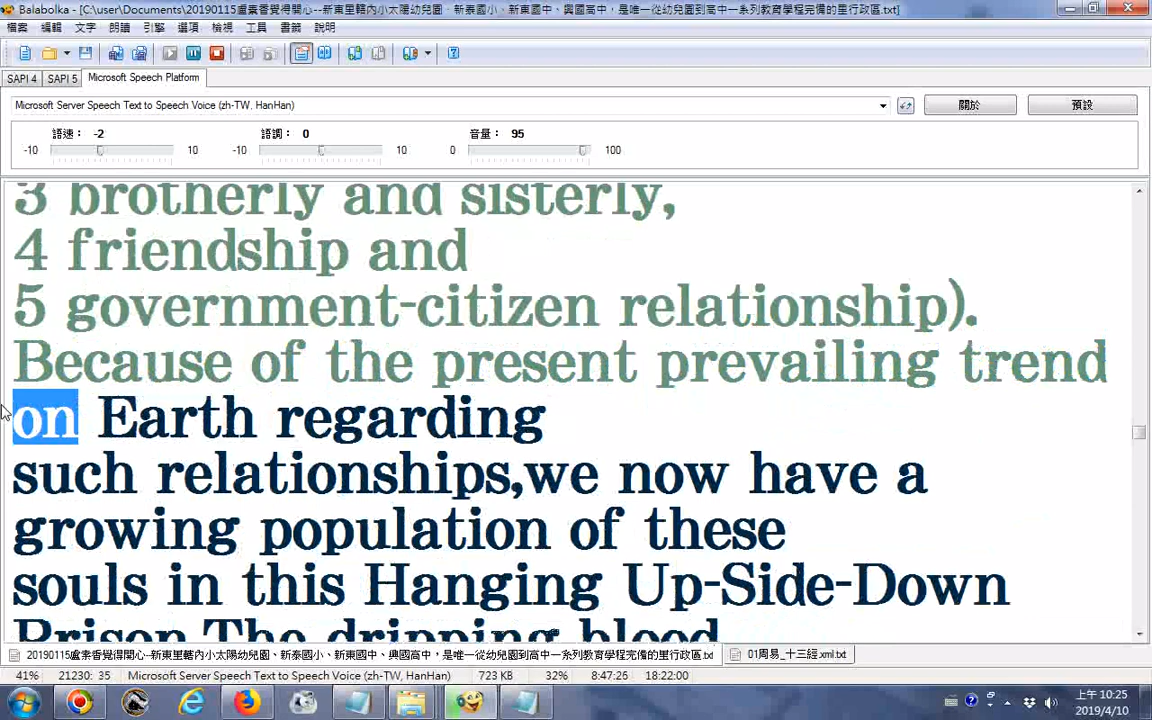 Balabolka - [C:\user\Documents\20190115盧素香覺得開心--新東里轄內小太陽幼兒園、新泰國小、新東國中、興國高中，是唯一從幼兒園到高中一系列教育學程完備的里行政區.txt]
檔案 編輯 文字 朗讀 引擎 選項 檢視 工具 書籤 說明
SAPI 4 SAPI 5 Microsoft Speech Platform
Microsoft Server Speech Text to Speech Voice (zh-TW, HanHan) 關於 預設
語速： -2 語調： 0 音量： 95
-10 10 -10 10 0 100
3 brotherly and sisterly,
4 friendship and
5 government-citizen relationship).
Because of the present prevailing trend
on Earth regarding
such relationships,we now have a
growing population of these
souls in this Hanging Up-Side-Down
Prison.The dripping blood
20190115盧素香覺得開心--新東里轄內小太陽幼兒園、新泰國小、新東國中、興國高中，是唯一從幼兒園到高中一系列教育學程完備的里行政區.txt 01周易_十三經.xml.txt
41% 21230: 35 Microsoft Server Speech Text to Speech Voice (zh-TW, HanHan) 723 KB 32% 8:47:25 18:22:00
上午 10:25
2019/4/10